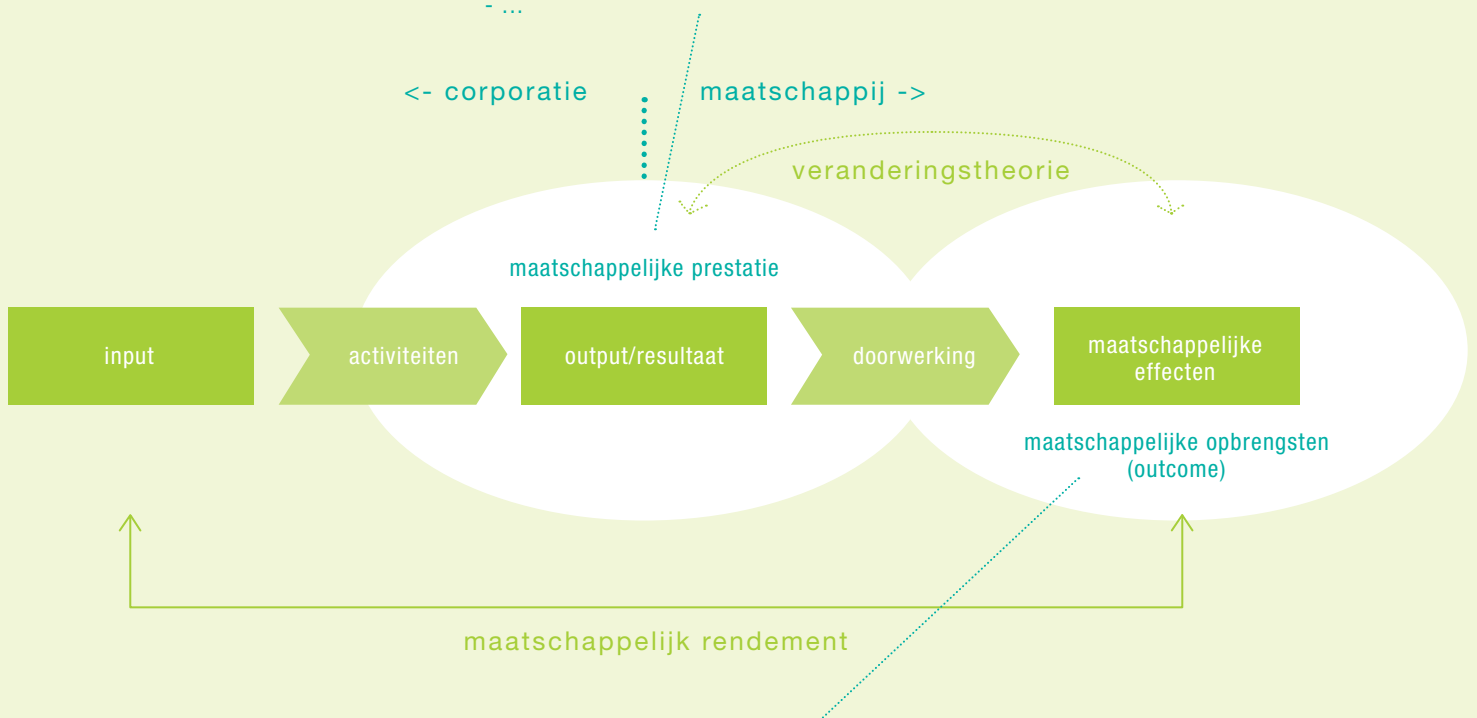 - ...
<- corporatie
maatschappij ->
veranderingstheorie
maatschappelijke prestatie
input
activiteiten
output/resultaat
doorwerking
maatschappelijke
effecten
maatschappelijke opbrengsten
(outcome)
maatschappelijk rendement